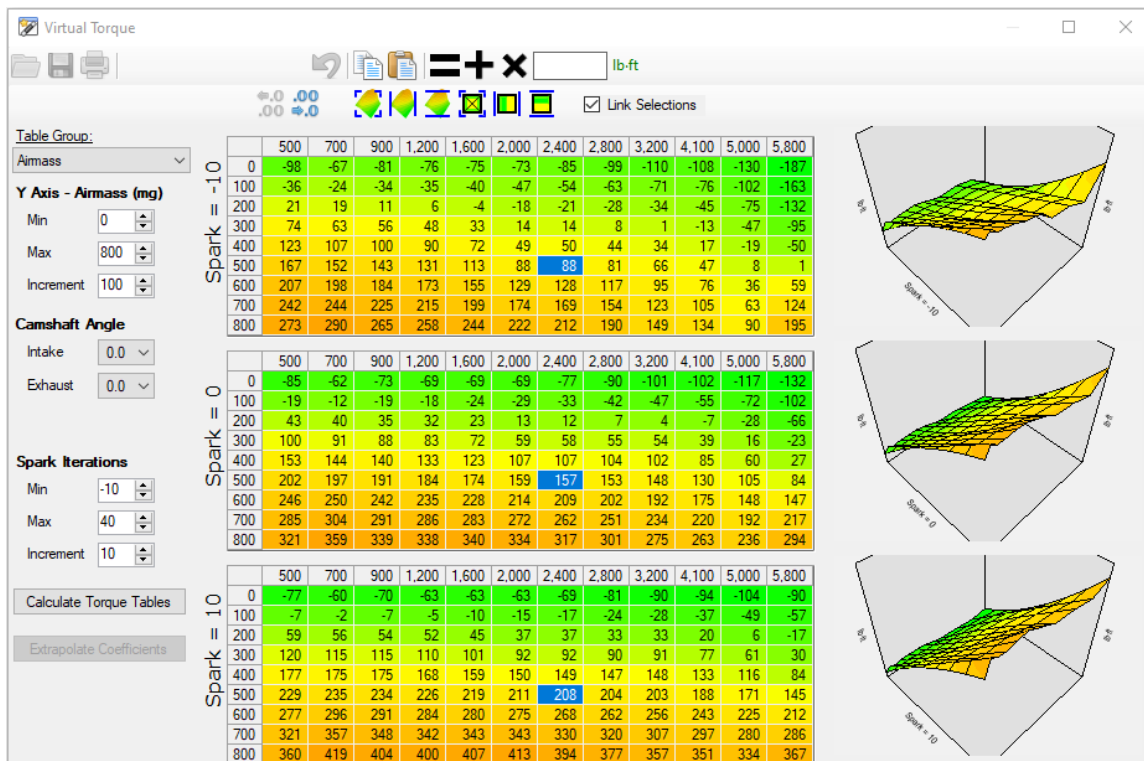 Virtual Torque
lb·ft
Link Selections
Table Group:
Airmass
Y Axis - Airmass (mg)
Min 0
Max 800
Increment 100
Camshaft Angle
Intake 0.0
Exhaust 0.0
Spark Iterations
Min -10
Max 40
Increment 10
Calculate Torque Tables
Extrapolate Coefficients
Spark = -10
500 700 900 1,200 1,600 2,000 2,400 2,800 3,200 4,100 5,000 5,800
0 -98 -67 -81 -76 -75 -73 -85 -99 -110 -108 -130 -187
100 -36 -24 -34 -35 -40 -47 -54 -63 -71 -76 -102 -163
200 21 19 11 6 -4 -18 -21 -28 -34 -45 -75 -132
300 74 63 56 48 33 14 14 8 1 -13 -47 -95
400 123 107 100 90 72 49 50 44 34 17 -19 -50
500 167 152 143 131 113 88 88 81 66 47 8 1
600 207 198 184 173 155 129 128 117 95 76 36 59
700 242 244 225 215 199 174 169 154 123 105 63 124
800 273 290 265 258 244 222 212 190 149 134 90 195
lb·ft
Spark = -10
Spark = 0
500 700 900 1,200 1,600 2,000 2,400 2,800 3,200 4,100 5,000 5,800
0 -85 -62 -73 -69 -69 -69 -77 -90 -101 -102 -117 -132
100 -19 -12 -19 -18 -24 -29 -33 -42 -47 -55 -72 -102
200 43 40 35 32 23 13 12 7 4 -7 -28 -66
300 100 91 88 83 72 59 58 55 54 39 16 -23
400 153 144 140 133 123 107 107 104 102 85 60 27
500 202 197 191 184 174 159 157 153 148 130 105 84
600 246 250 242 235 228 214 209 202 192 175 148 147
700 285 304 291 286 283 272 262 251 234 220 192 217
800 321 359 339 338 340 334 317 301 275 263 236 294
lb·ft
Spark = 0
Spark = 10
500 700 900 1,200 1,600 2,000 2,400 2,800 3,200 4,100 5,000 5,800
0 -77 -60 -70 -63 -63 -63 -69 -81 -90 -94 -104 -90
100 -7 -2 -7 -5 -10 -15 -17 -24 -28 -37 -49 -57
200 59 56 54 52 45 37 37 33 33 20 6 -17
300 120 115 115 110 101 92 92 90 91 77 61 30
400 177 175 175 168 159 150 149 147 148 133 116 84
500 229 235 234 226 219 211 208 204 203 188 171 145
600 277 296 291 284 280 275 268 262 256 243 225 212
700 321 357 348 342 343 343 330 320 307 297 280 286
800 360 419 404 400 407 413 394 377 357 351 334 367
lb·ft
Spark = 10